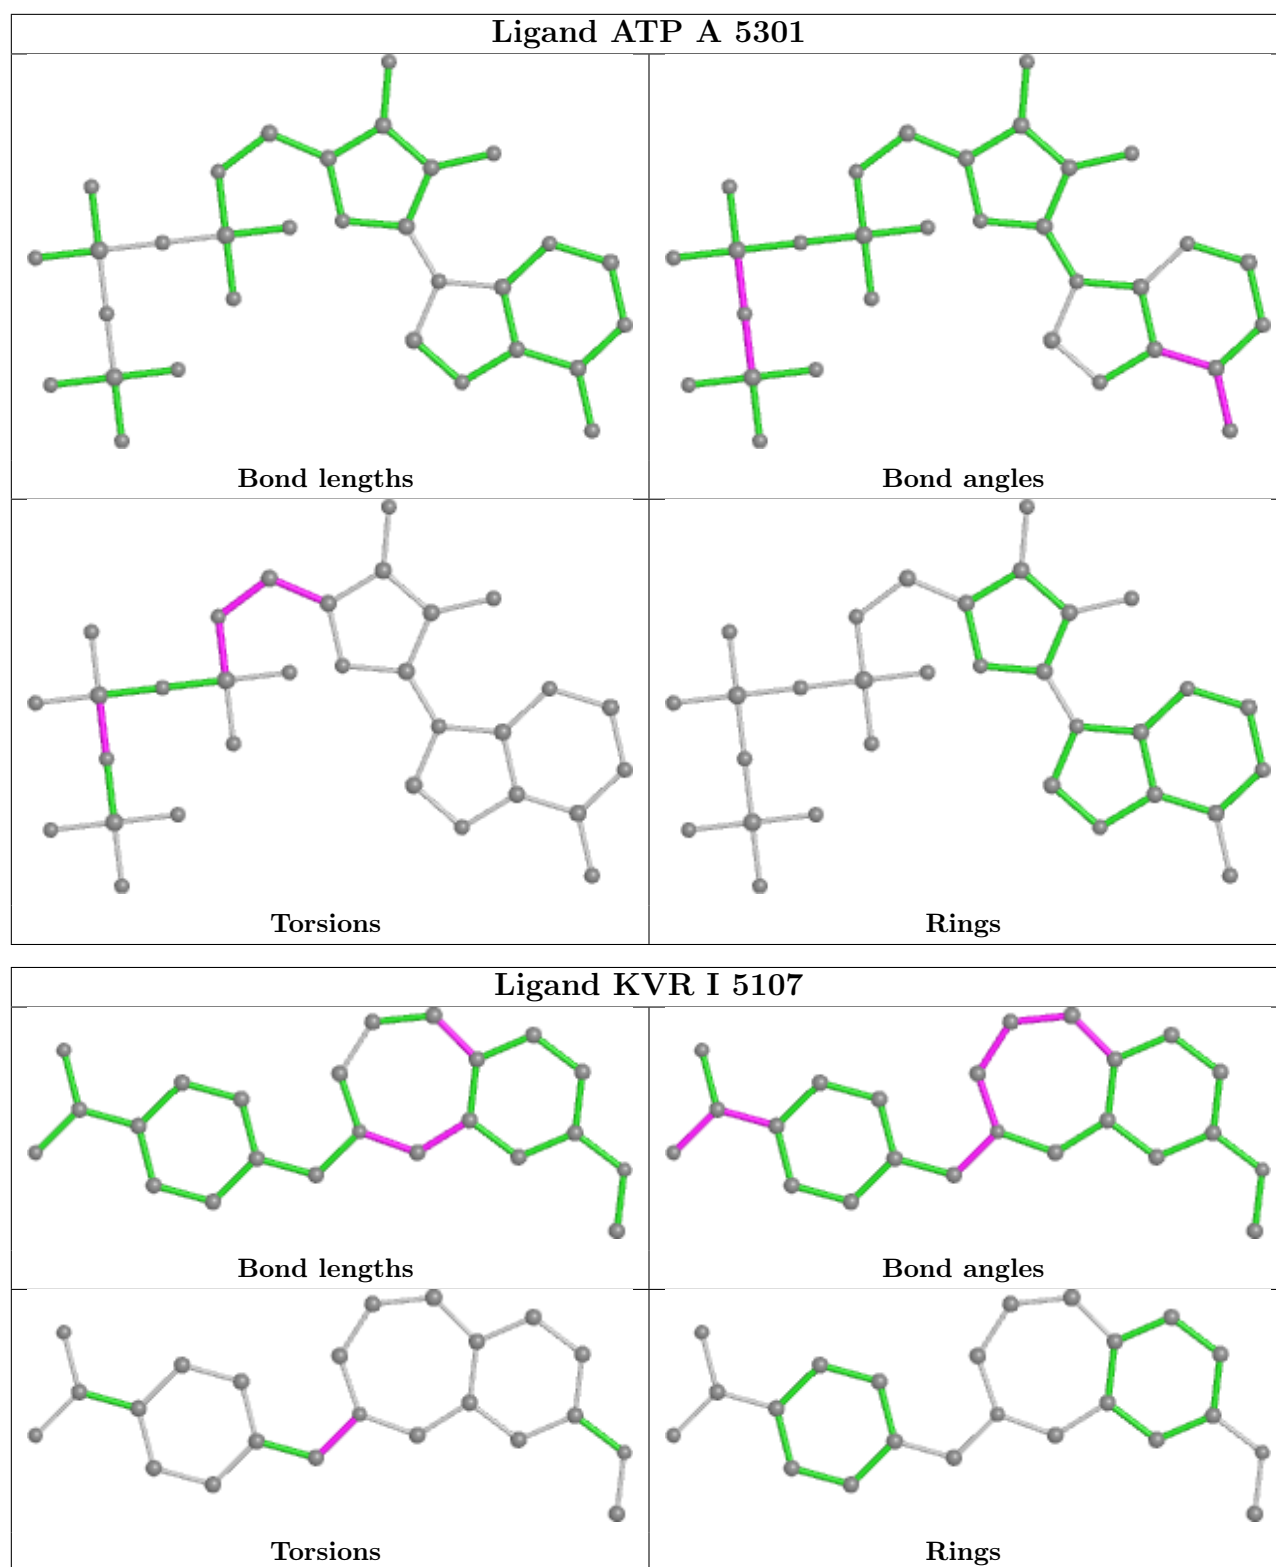 Ligand ATP A 5301
Bond lengths
Bond angles
Torsions
Rings
Ligand KVR I 5107
Bond lengths
Bond angles
Torsions
Rings